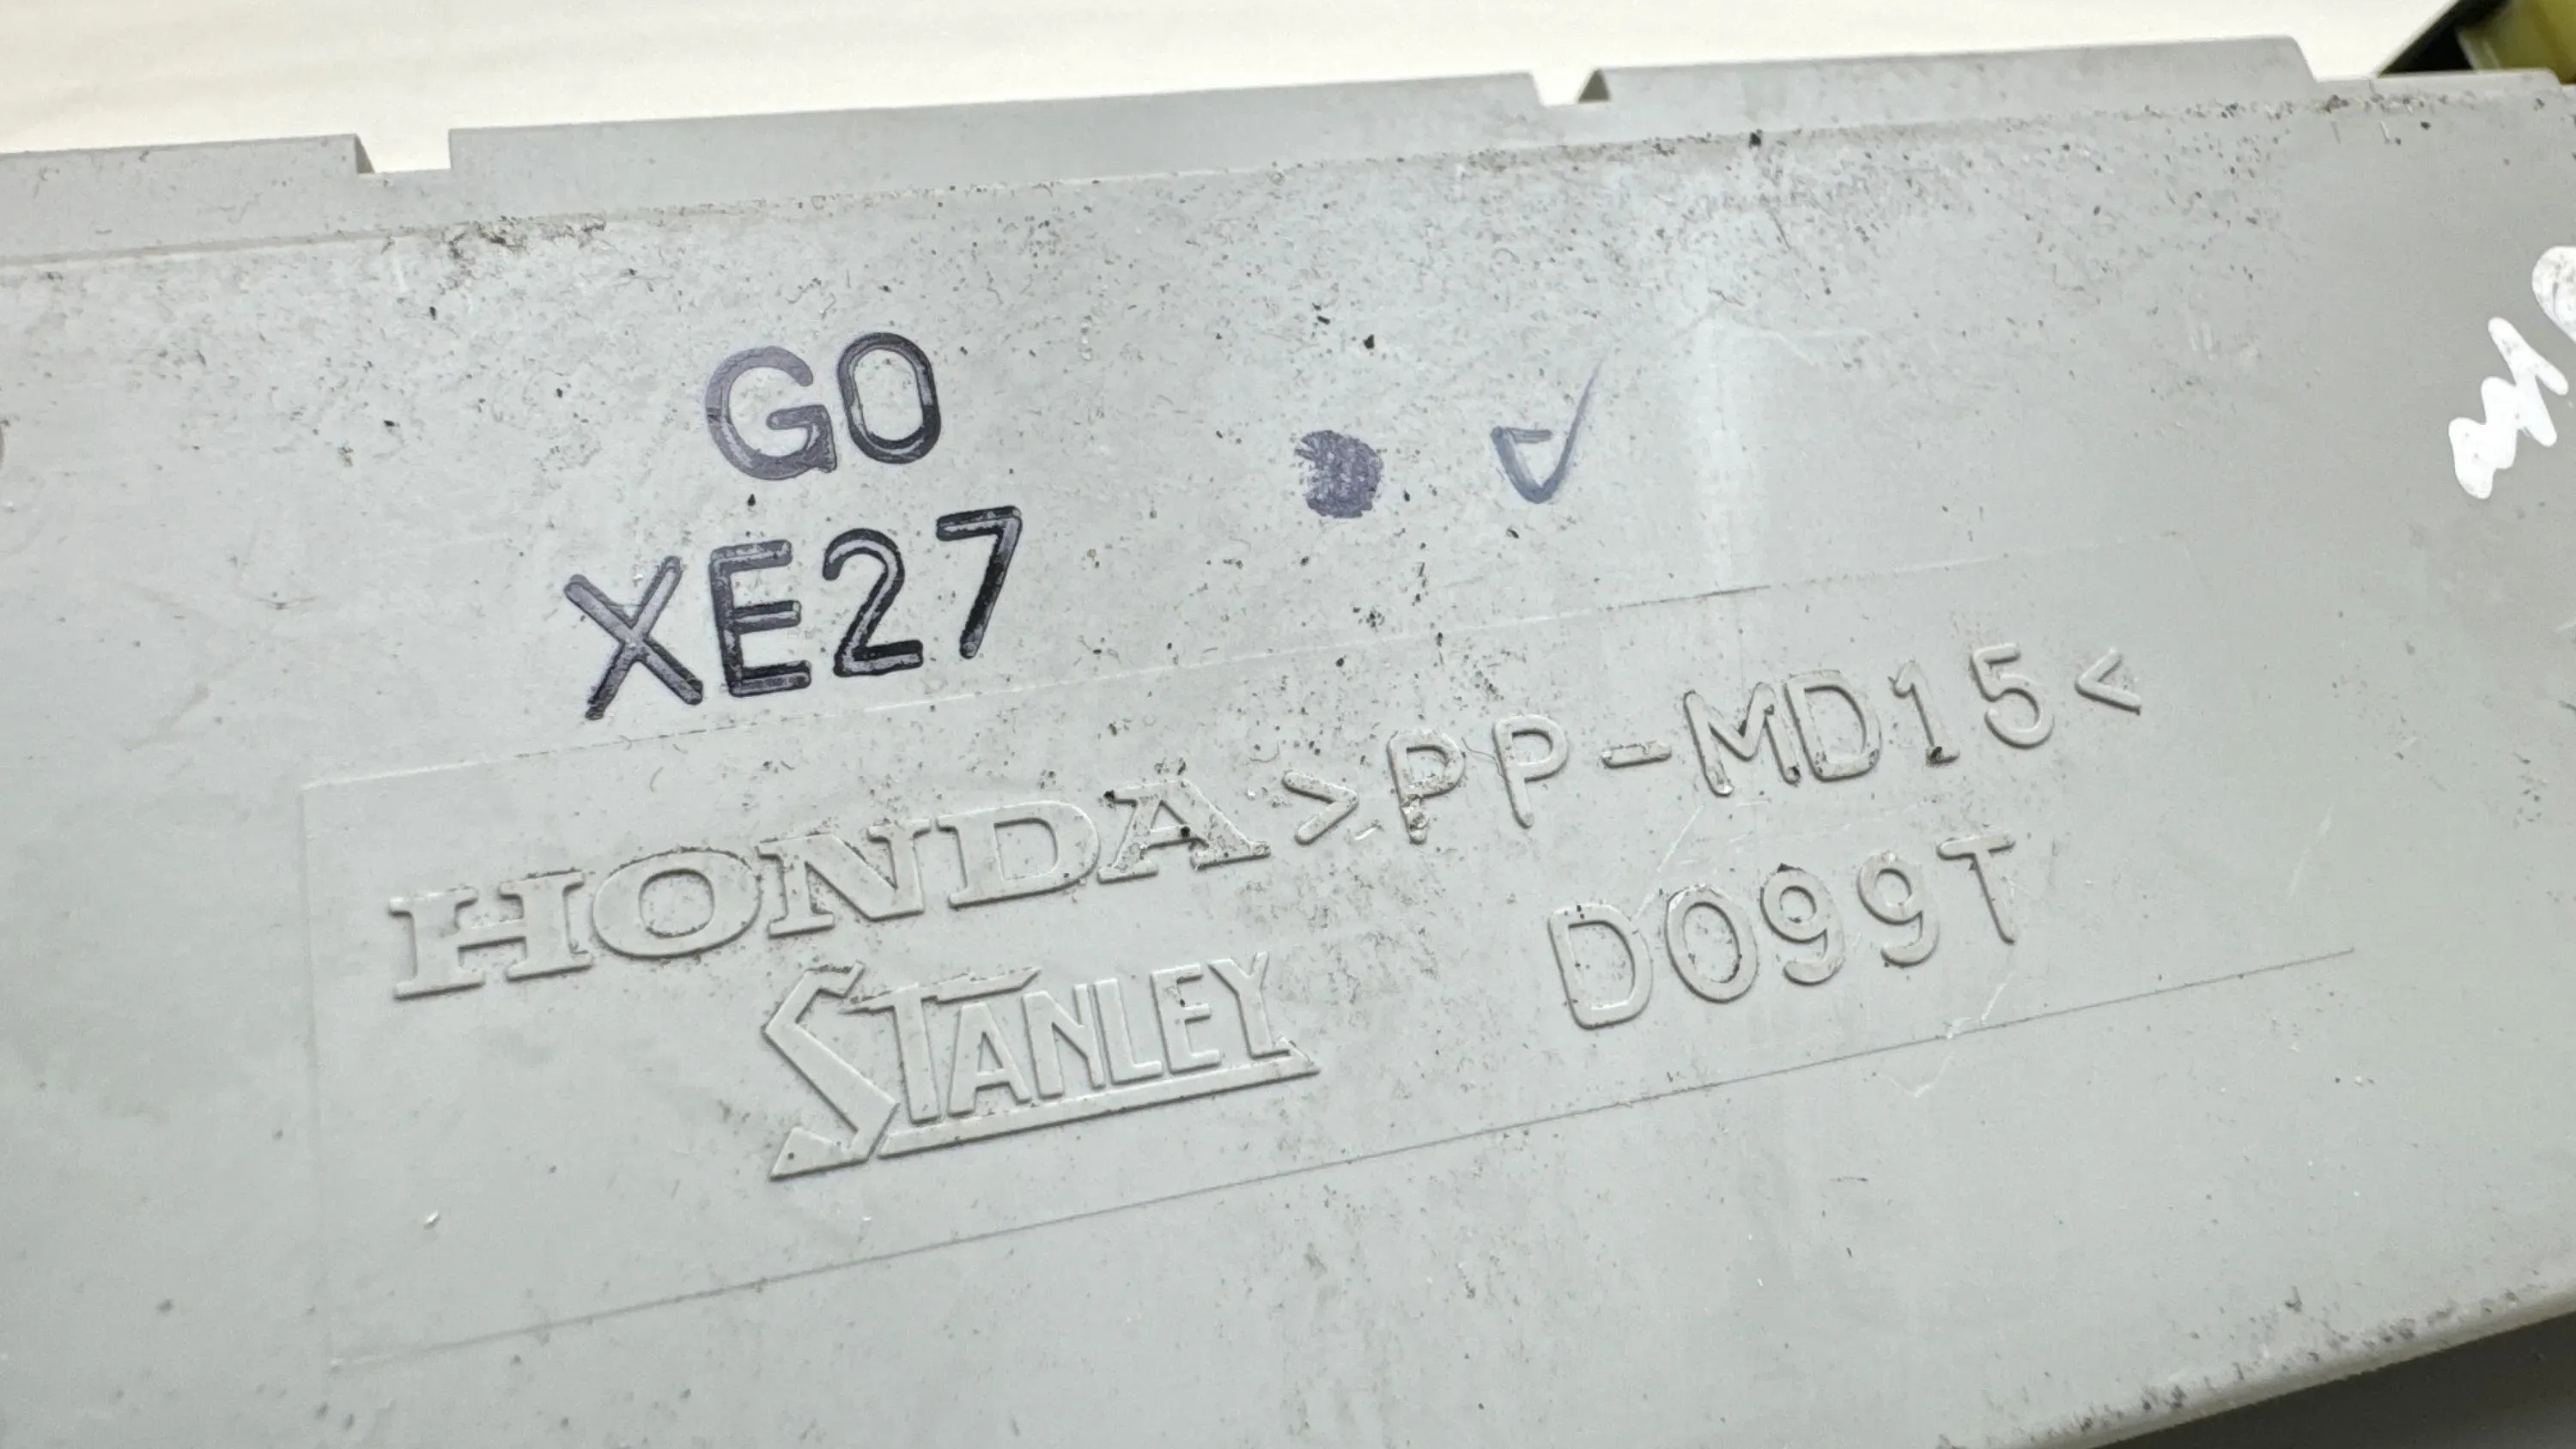 GO
XE27
HONDA >PP-MD15<
STANLEY D099T